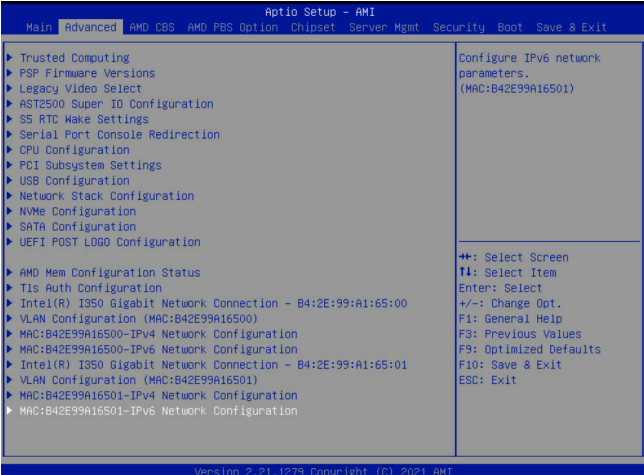 Aptio Setup - AMI
Main Advanced AMD CBS AMD PBS Option Chipset Server Mgmt Security Boot Save & Exit
Trusted Computing
PSP Firmware Versions
Legacy Video Select
AST2500 Super IO Configuration
S5 RTC Wake Settings
Serial Port Console Redirection
CPU Configuration
PCI Subsystem Settings
USB Configuration
Network Stack Configuration
NVMe Configuration
SATA Configuration
UEFI POST LOGO Configuration
AMD Mem Configuration Status
Tls Auth Configuration
Intel(R) I350 Gigabit Network Connection - B4:2E:99:A1:65:00
VLAN Configuration (MAC:B42E99A16500)
MAC:B42E99A16500-IPv4 Network Configuration
MAC:B42E99A16500-IPv6 Network Configuration
Intel(R) I350 Gigabit Network Connection - B4:2E:99:A1:65:01
VLAN Configuration (MAC:B42E99A16501)
MAC:B42E99A16501-IPv4 Network Configuration
MAC:B42E99A16501-IPv6 Network Configuration
Configure IPv6 network
parameters.
(MAC:B42E99A16501)
→←: Select Screen
↑↓: Select Item
Enter: Select
+/-: Change Opt.
F1: General Help
F3: Previous Values
F9: Optimized Defaults
F10: Save & Exit
ESC: Exit
Version 2.21.1279 Copyright (C) 2021 AMI